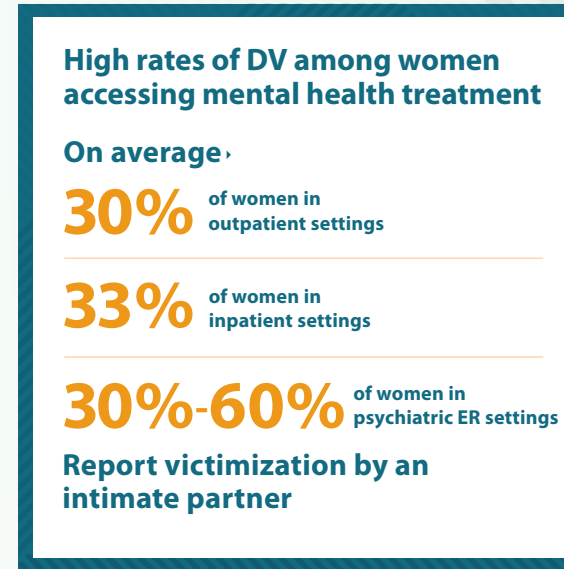 High rates of DV among women
accessing mental health treatment
On average ›
30% of women in
outpatient settings
33% of women in
inpatient settings
30%-60% of women in
psychiatric ER settings
Report victimization by an
intimate partner